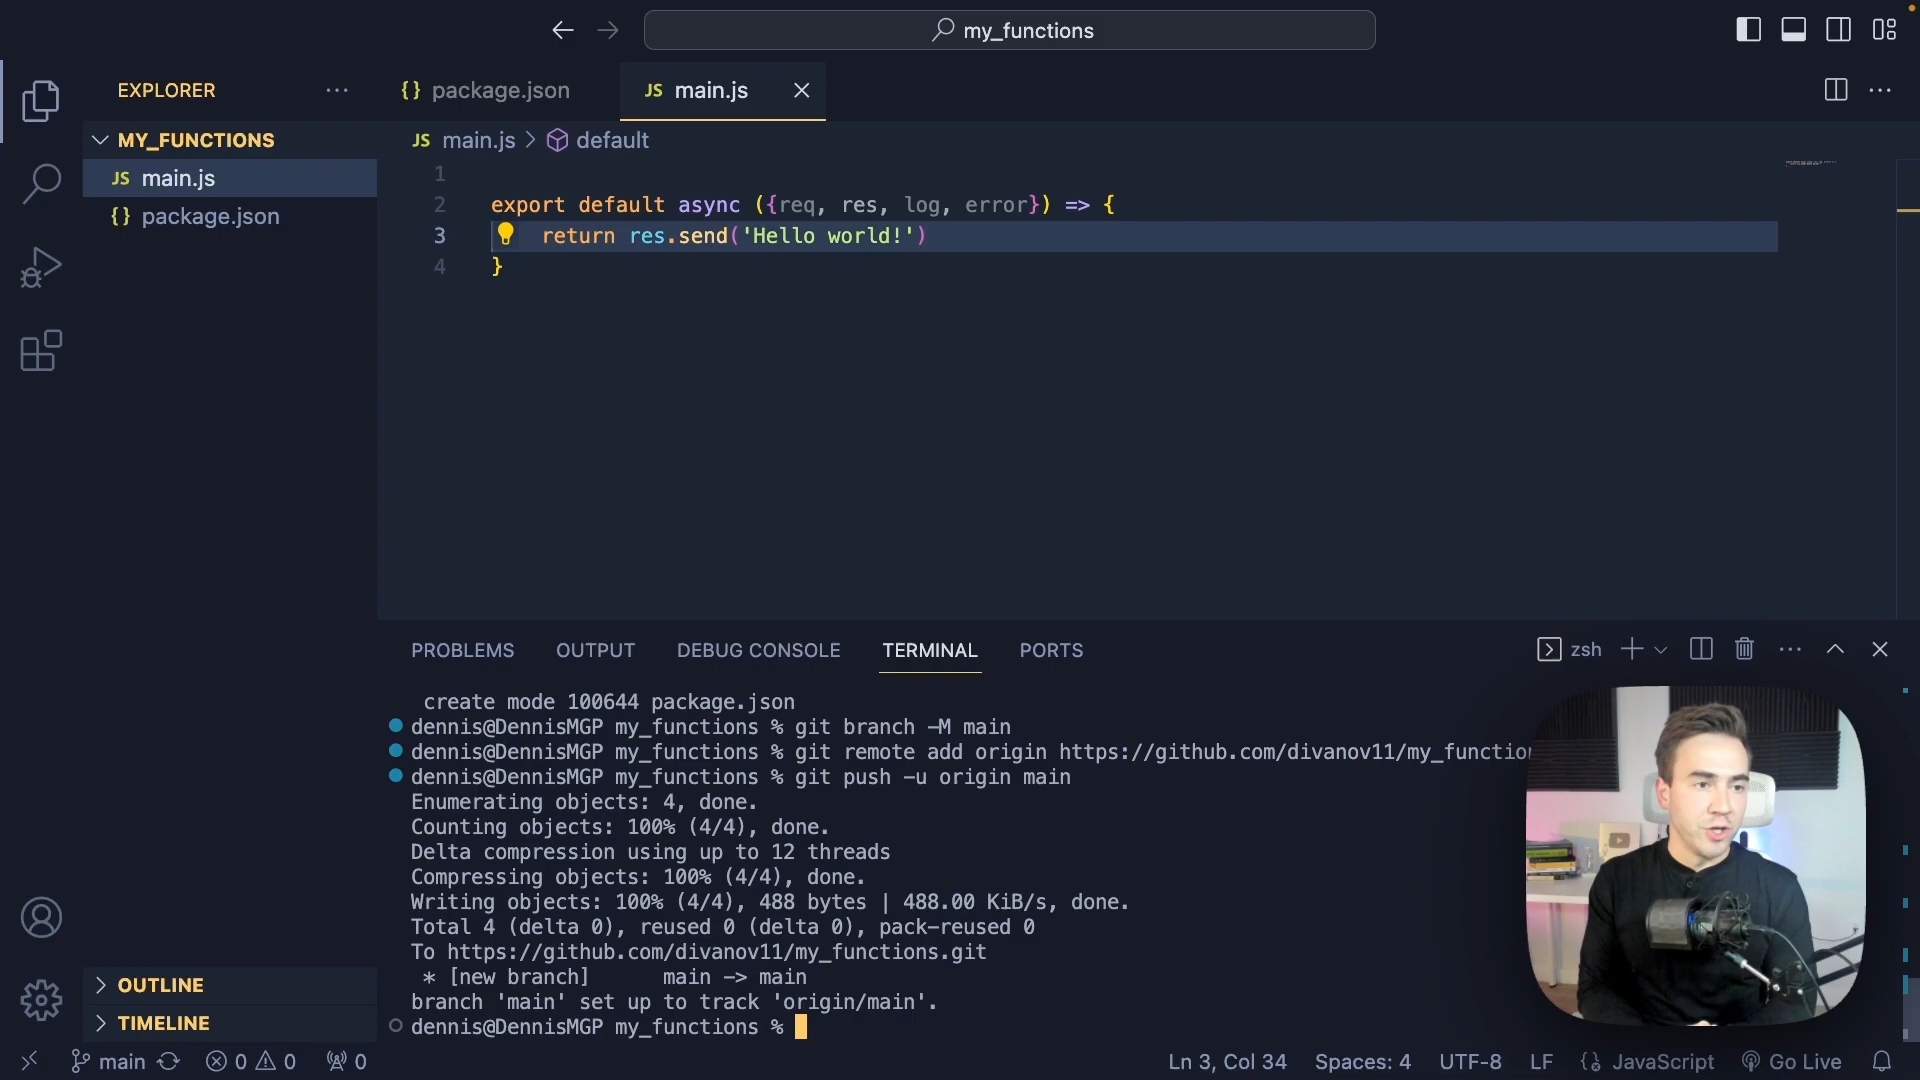 my_functions
EXPLORER
{} package.json
JS main.js
MY_FUNCTIONS
JS main.js > default
JS main.js
{} package.json
1
2 export default async ({req, res, log, error}) => {
3 return res.send('Hello world!')
4 }
PROBLEMS OUTPUT DEBUG CONSOLE TERMINAL PORTS
zsh
create mode 100644 package.json
dennis@DennisMGP my_functions % git branch -M main
dennis@DennisMGP my_functions % git remote add origin https://github.com/divanov11/my_function
dennis@DennisMGP my_functions % git push -u origin main
Enumerating objects: 4, done.
Counting objects: 100% (4/4), done.
Delta compression using up to 12 threads
Compressing objects: 100% (4/4), done.
Writing objects: 100% (4/4), 488 bytes | 488.00 KiB/s, done.
Total 4 (delta 0), reused 0 (delta 0), pack-reused 0
To https://github.com/divanov11/my_functions.git
* [new branch]      main -> main
branch 'main' set up to track 'origin/main'.
dennis@DennisMGP my_functions %
OUTLINE
TIMELINE
main 0 0 0 Ln 3, Col 34 Spaces: 4 UTF-8 LF JavaScript Go Live